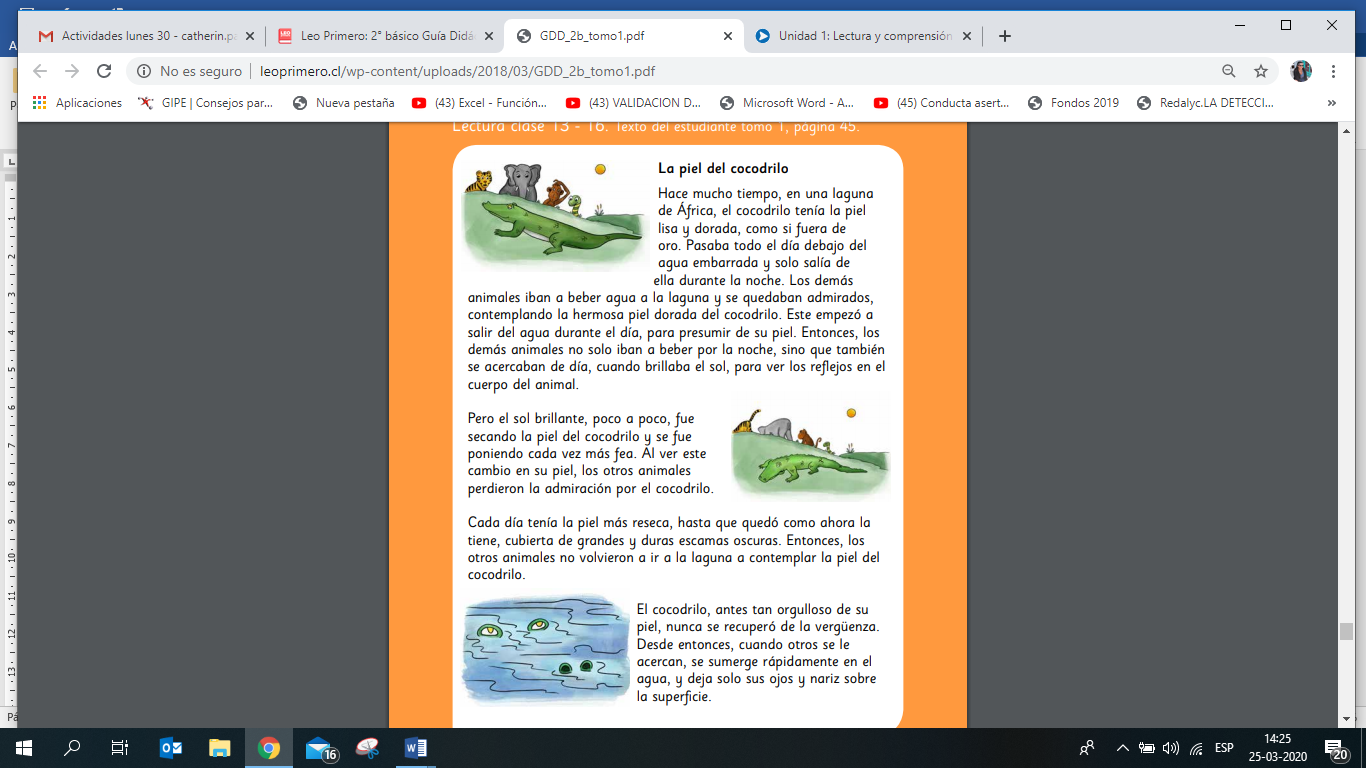 Actividades lunes 30 - catherin.pa
Leo Primero: 2° básico Guía Didá
GDD_2b_tomo1.pdf
Unidad 1: Lectura y comprensión
No es seguro
leoprimero.cl/wp-content/uploads/2018/03/GDD_2b_tomo1.pdf
Aplicaciones
GIPE | Consejos par...
Nueva pestaña
(43) Excel - Función...
(43) VALIDACION D...
Microsoft Word - A...
(45) Conducta asert...
Fondos 2019
Redalyc.LA DETECCI...
»
Lectura clase 13 - 16. Texto del estudiante tomo 1, página 45.
La piel del cocodrilo
Hace mucho tiempo, en una laguna
de África, el cocodrilo tenía la piel
lisa y dorada, como si fuera de
oro. Pasaba todo el día debajo del
agua embarrada y solo salía de
ella durante la noche. Los demás
animales iban a beber agua a la laguna y se quedaban admirados,
contemplando la hermosa piel dorada del cocodrilo. Este empezó a
salir del agua durante el día, para presumir de su piel. Entonces, los
demás animales no solo iban a beber por la noche, sino que también
se acercaban de día, cuando brillaba el sol, para ver los reflejos en el
cuerpo del animal.
Pero el sol brillante, poco a poco, fue
secando la piel del cocodrilo y se fue
poniendo cada vez más fea. Al ver este
cambio en su piel, los otros animales
perdieron la admiración por el cocodrilo.
Cada día tenía la piel más reseca, hasta que quedó como ahora la
tiene, cubierta de grandes y duras escamas oscuras. Entonces, los
otros animales no volvieron a ir a la laguna a contemplar la piel del
cocodrilo.
El cocodrilo, antes tan orgulloso de su
piel, nunca se recuperó de la vergüenza.
Desde entonces, cuando otros se le
acercan, se sumerge rápidamente en el
agua, y deja solo sus ojos y nariz sobre
la superficie.
16
ESP
14:25
25-03-2020
20